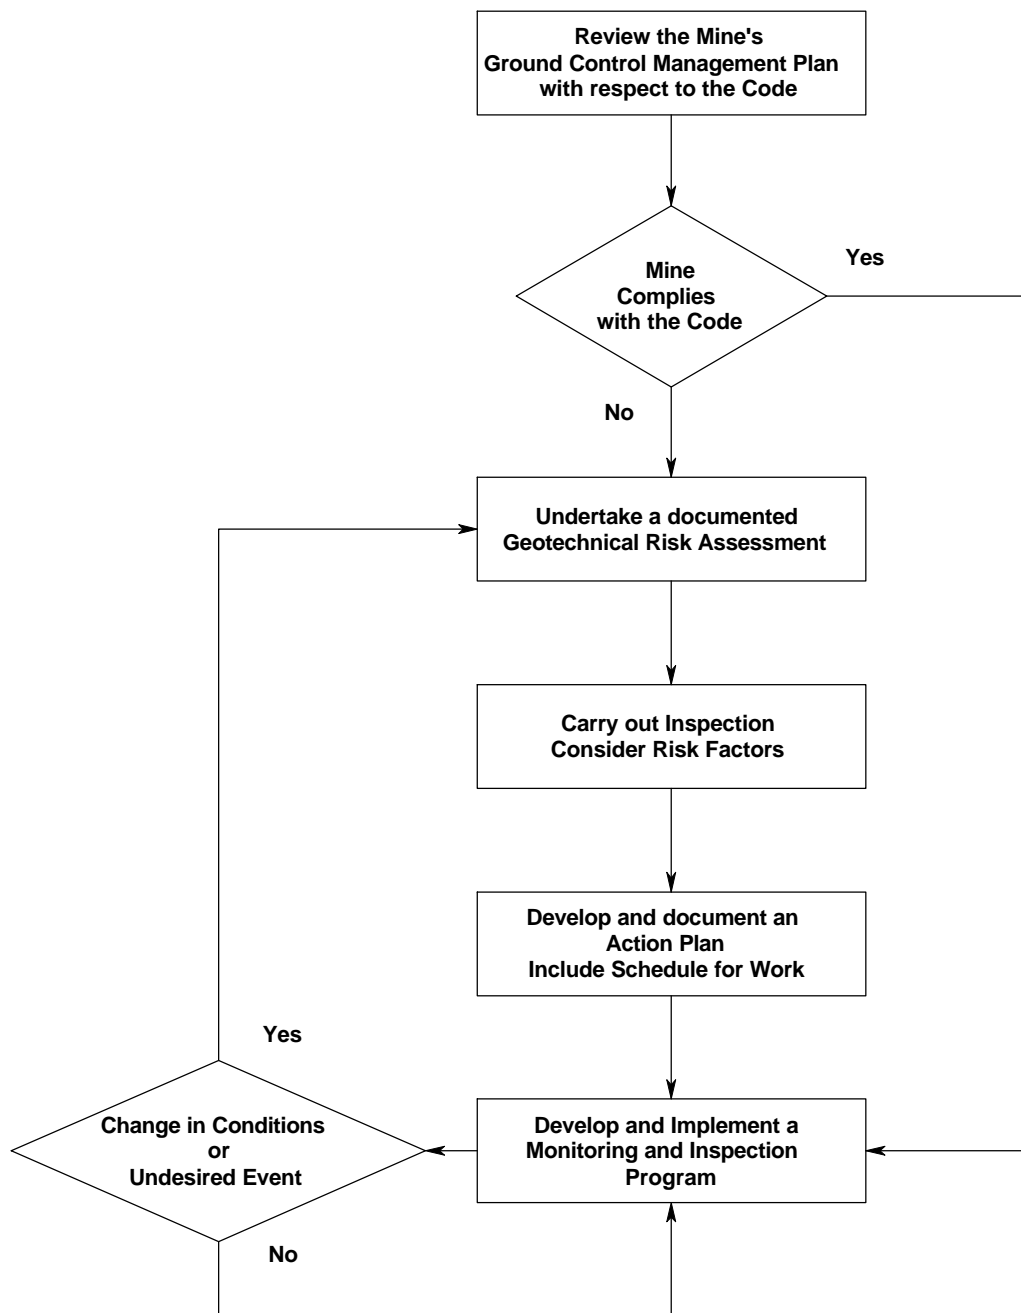 Review the Mine's
Ground Control Management Plan
with respect to the Code
Yes
Mine
Complies
with the Code
No
Undertake a documented
Geotechnical Risk Assessment
Carry out Inspection
Consider Risk Factors
Develop and document an
Action Plan
Include Schedule for Work
Yes
Change in Conditions
or
Undesired Event
Develop and Implement a
Monitoring and Inspection
Program
No